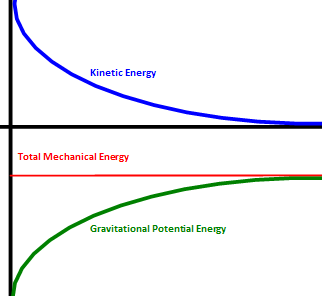 Kinetic Energy
Total Mechanical Energy
Gravitational Potential Energy